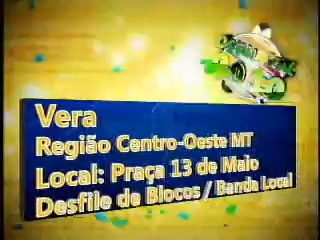 Vera
Região Centro-Oeste MT
Local: Praça 13 de Maio
Desfile de Blocos / Banda Local